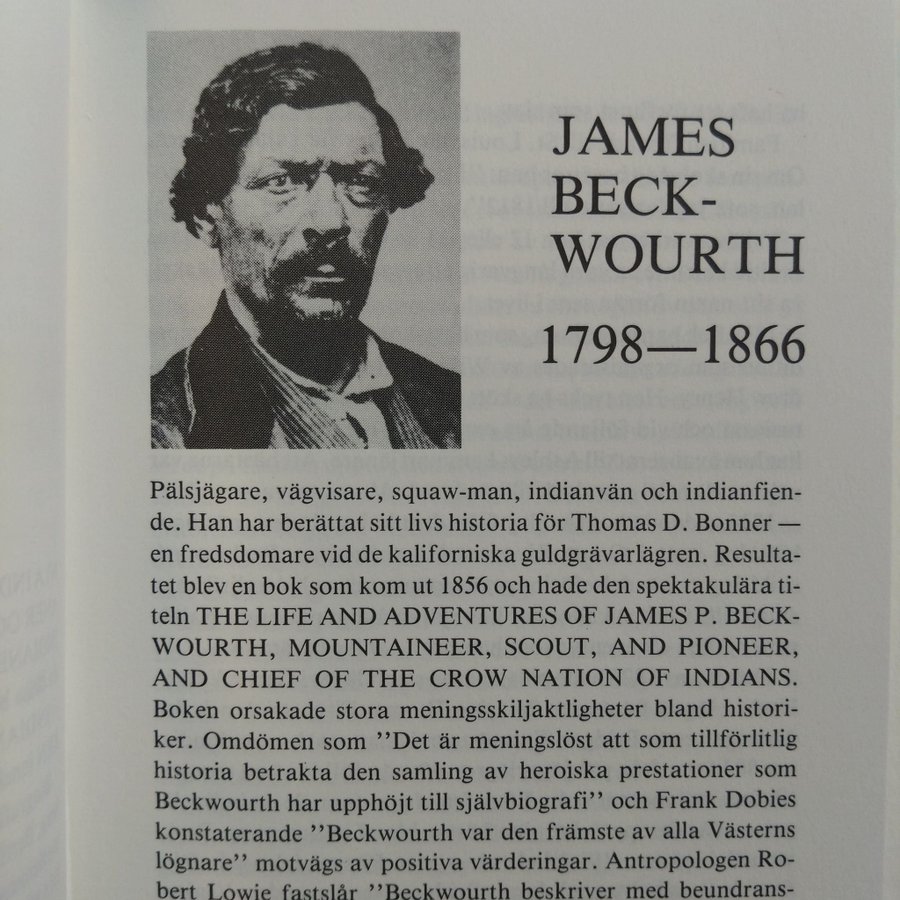 JAMES
BECK-
WOURTH
1798—1866
Pälsjägare, vägvisare, squaw-man, indianvän och indianfien-
de. Han har berättat sitt livs historia för Thomas D. Bonner —
en fredsdomare vid de kaliforniska guldgrävarlägren. Resulta-
tet blev en bok som kom ut 1856 och hade den spektakulära ti-
teln THE LIFE AND ADVENTURES OF JAMES P. BECK-
WOURTH, MOUNTAINEER, SCOUT, AND PIONEER,
AND CHIEF OF THE CROW NATION OF INDIANS.
Boken orsakade stora meningsskiljaktligheter bland histori-
ker. Omdömen som ”Det är meningslöst att som tillförlitlig
historia betrakta den samling av heroiska prestationer som
Beckwourth har upphöjt till självbiografi” och Frank Dobies
konstaterande ”Beckwourth var den främste av alla Västerns
lögnare” motvägs av positiva värderingar. Antropologen Ro-
bert Lowie fastslår ”Beckwourth beskriver med beundrans-